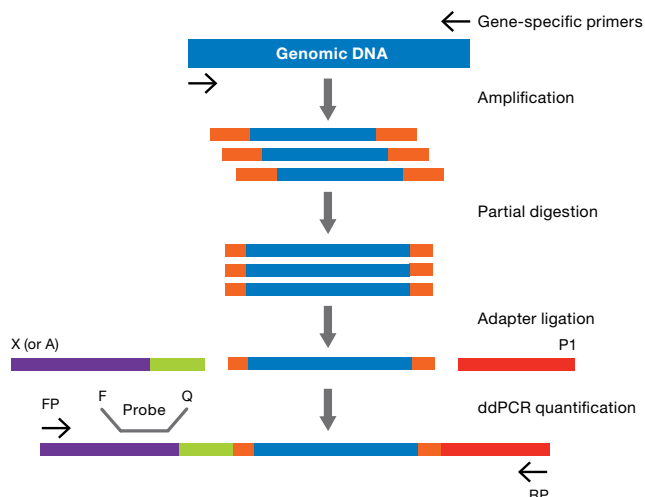 Gene-specific primers
Genomic DNA
Amplification
Partial digestion
Adapter ligation
X (or A)
P1
ddPCR quantification
FP
F
Probe
Q
RP